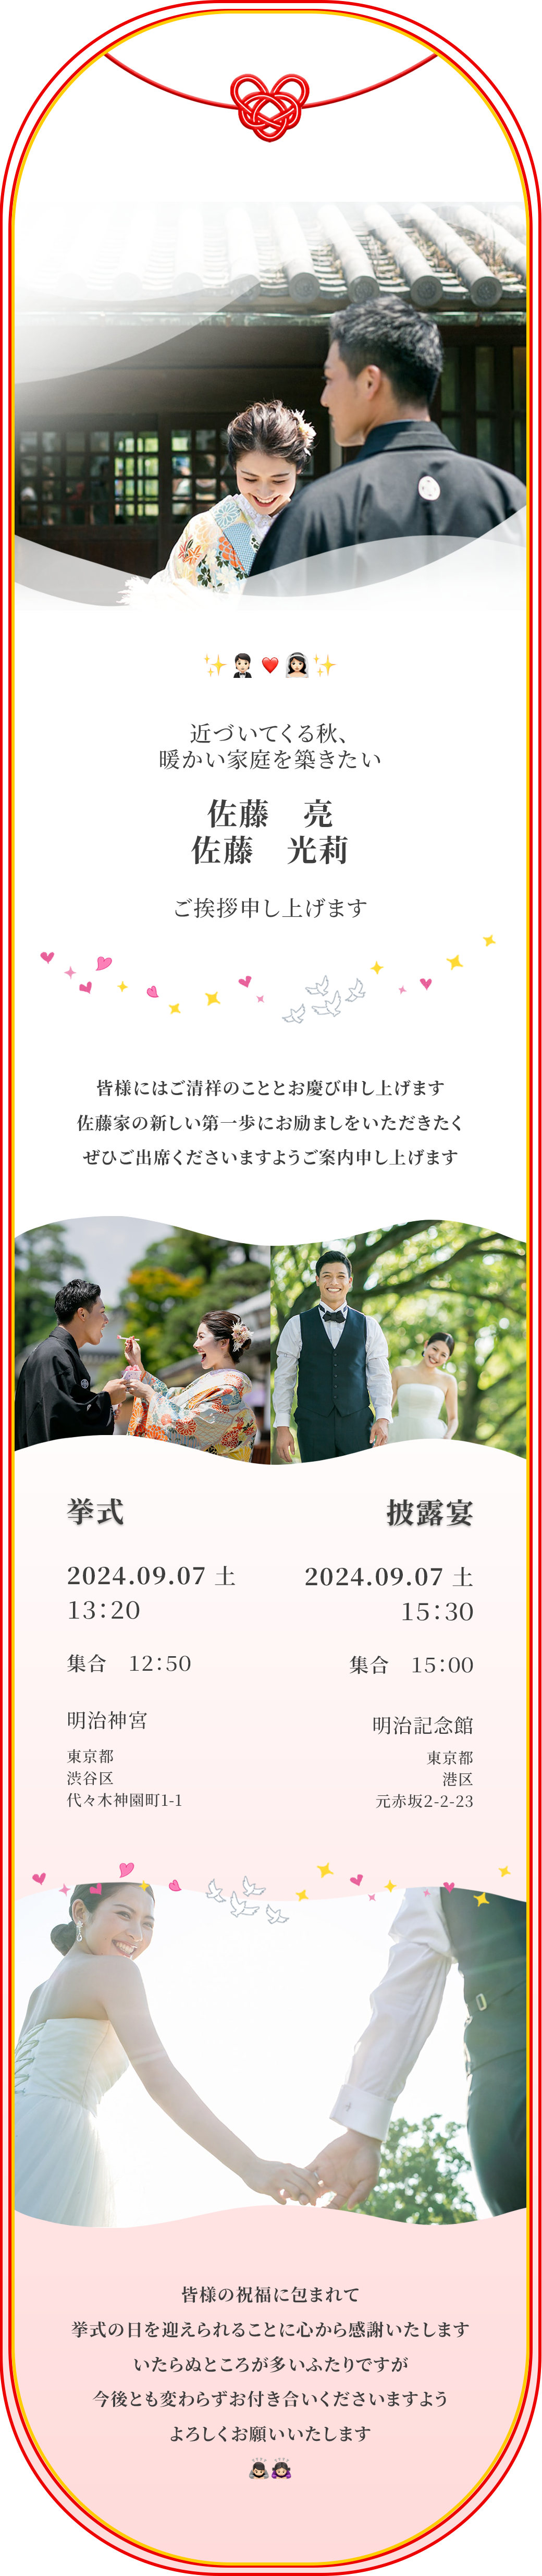 近づいてくる秋、
暖かい家庭を築きたい
佐藤　亮
佐藤　光莉
ご挨拶申し上げます
皆様にはご清祥のこととお慶び申し上げます
佐藤家の新しい第一歩にお励ましをいただきたく
ぜひご出席くださいますようご案内申し上げます
挙式
2024.09.07 土
13：20
集合　12：50
明治神宮
東京都
渋谷区
代々木神園町1-1
披露宴
2024.09.07 土
15：30
集合　15：00
明治記念館
東京都
港区
元赤坂2-2-23
皆様の祝福に包まれて
挙式の日を迎えられることに心から感謝いたします
いたらぬところが多いふたりですが
今後とも変わらずお付き合いくださいますよう
よろしくお願いいたします